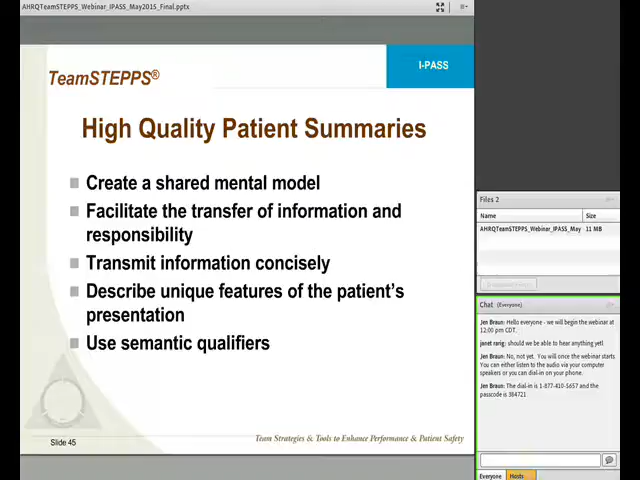 AHRQTeamSTEPPS_Webinar_IPASS_May2015_Final.pptx
I-PASS
TeamSTEPPS®
High Quality Patient Summaries
Create a shared mental model
Facilitate the transfer of information and
responsibility
Transmit information concisely
Describe unique features of the patient's
presentation
Use semantic qualifiers
Slide 45
Team Strategies & Tools to Enhance Performance & Patient Safety
Files 2
Name Size
AHRQTeamSTEPPS_Webinar_IPASS_May 11 MB
Chat (Everyone)
Jen Braun: Hello everyone - we will begin the webinar at
12:00 pm CDT.
janet rarig: should we be able to hear anything yet!
Jen Braun: No, not yet. You will once the webinar starts
You can either listen to the audio via your computer
speakers or you can dial-in on your phone.
Jen Braun: The dial-in is 1-877-410-5657 and the
passcode is 384721.
Everyone Hosts